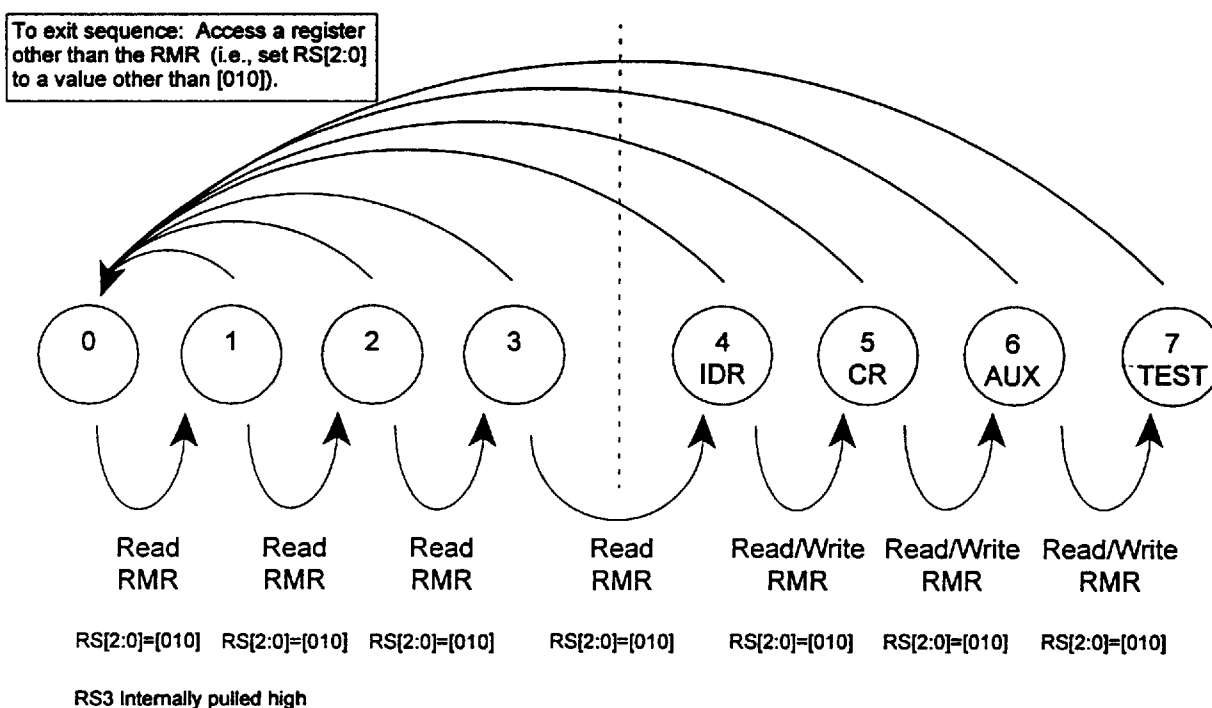 To exit sequence: Access a register
other than the RMR (i.e., set RS[2:0]
to a value other than [010]).
0 1 2 3 4 5 6 7
IDR CR AUX TEST
Read Read Read Read Read/Write Read/Write Read/Write
RMR RMR RMR RMR RMR RMR RMR
RS[2:0]=[010] RS[2:0]=[010] RS[2:0]=[010] RS[2:0]=[010] RS[2:0]=[010] RS[2:0]=[010] RS[2:0]=[010]
RS3 Internally pulled high